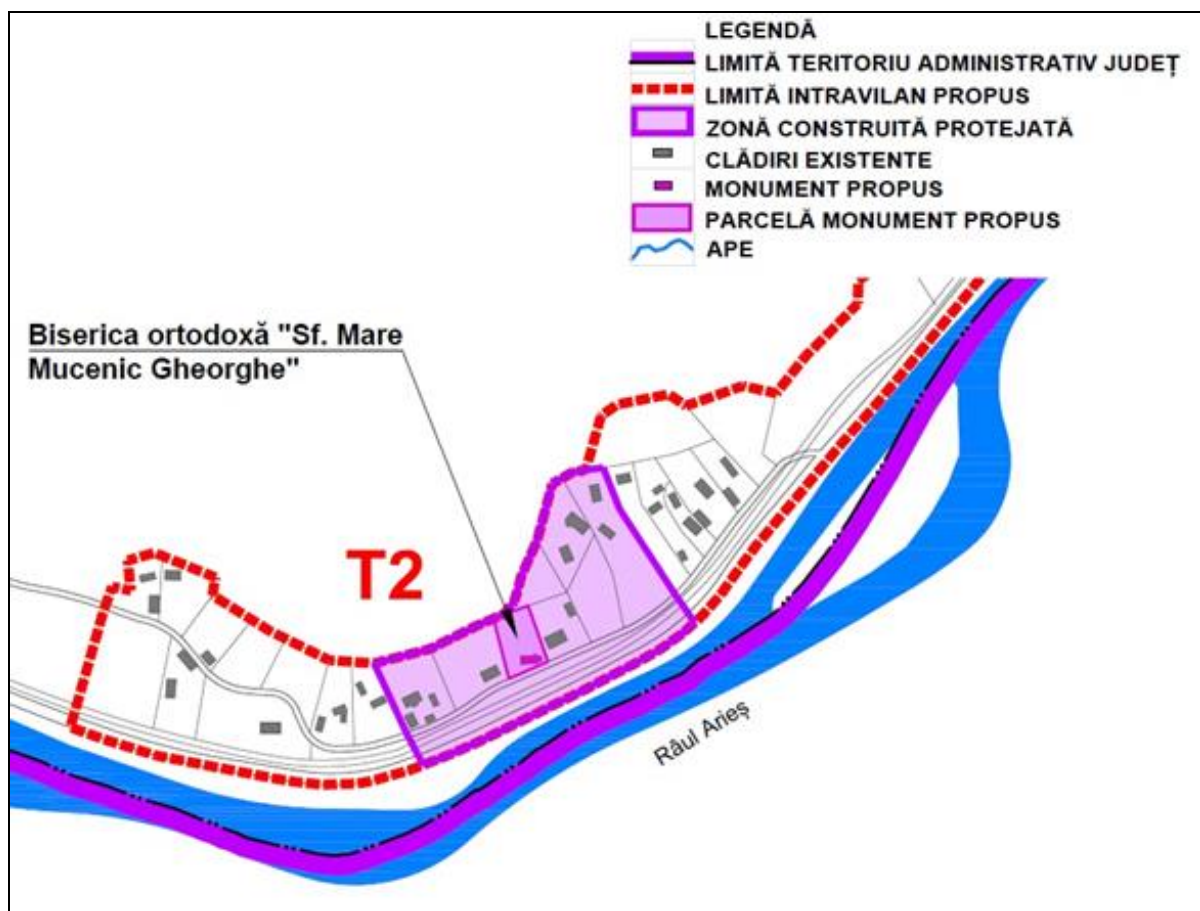 LEGENDĂ
LIMITĂ TERITORIU ADMINISTRATIV JUDEȚ
LIMITĂ INTRAVILAN PROPUS
ZONĂ CONSTRUITĂ PROTEJATĂ
CLĂDIRI EXISTENTE
MONUMENT PROPUS
PARCELĂ MONUMENT PROPUS
APE
Biserica ortodoxă "Sf. Mare
Mucenic Gheorghe"
T2
Râul Arieș